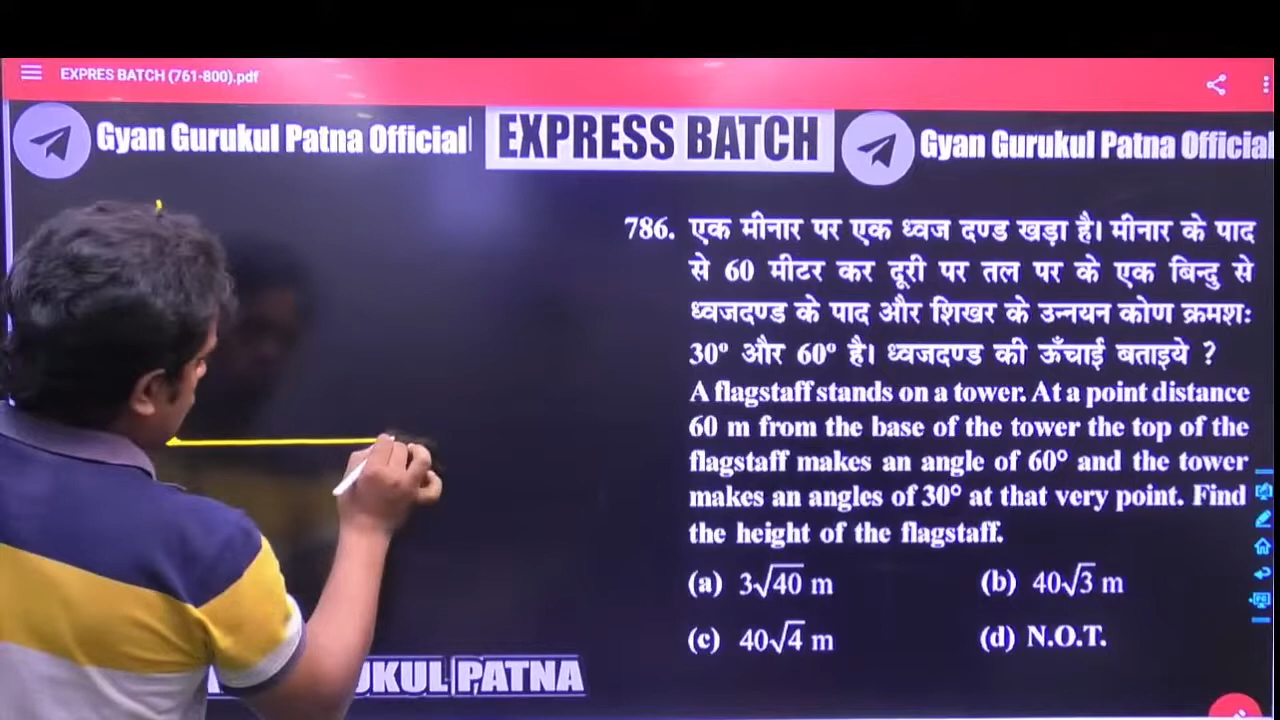 EXPRES BATCH (761-800).pdf
Gyan Gurukul Patna Official
EXPRESS BATCH
Gyan Gurukul Patna Official
786. एक मीनार पर एक ध्वज दण्ड खड़ा है। मीनार के पाद
से 60 मीटर कर दूरी पर तल पर के एक बिन्दु से
ध्वजदण्ड के पाद और शिखर के उन्नयन कोण क्रमशः
30° और 60° है। ध्वजदण्ड की ऊँचाई बताइये ?
A flagstaff stands on a tower. At a point distance
60 m from the base of the tower the top of the
flagstaff makes an angle of 60° and the tower
makes an angles of 30° at that very point. Find
the height of the flagstaff.
(a) 3√40 m (b) 40√3 m
(c) 40√4 m (d) N.O.T.
UKUL PATNA